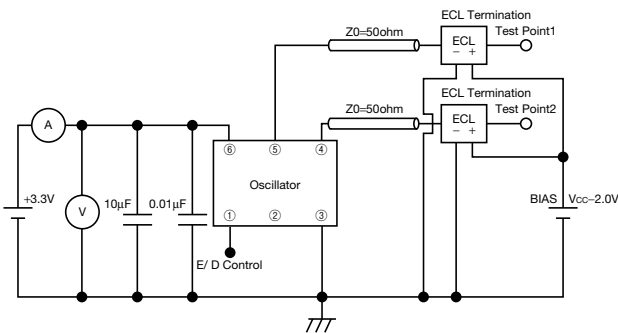 ECL Termination
Z0=50ohm
ECL
− +
Test Point1
ECL Termination
Z0=50ohm
ECL
− +
Test Point2
A
⑥ ⑤ ④
Oscillator
① ② ③
+3.3V
V
10μF
0.01μF
E/ D Control
BIAS
VCC−2.0V